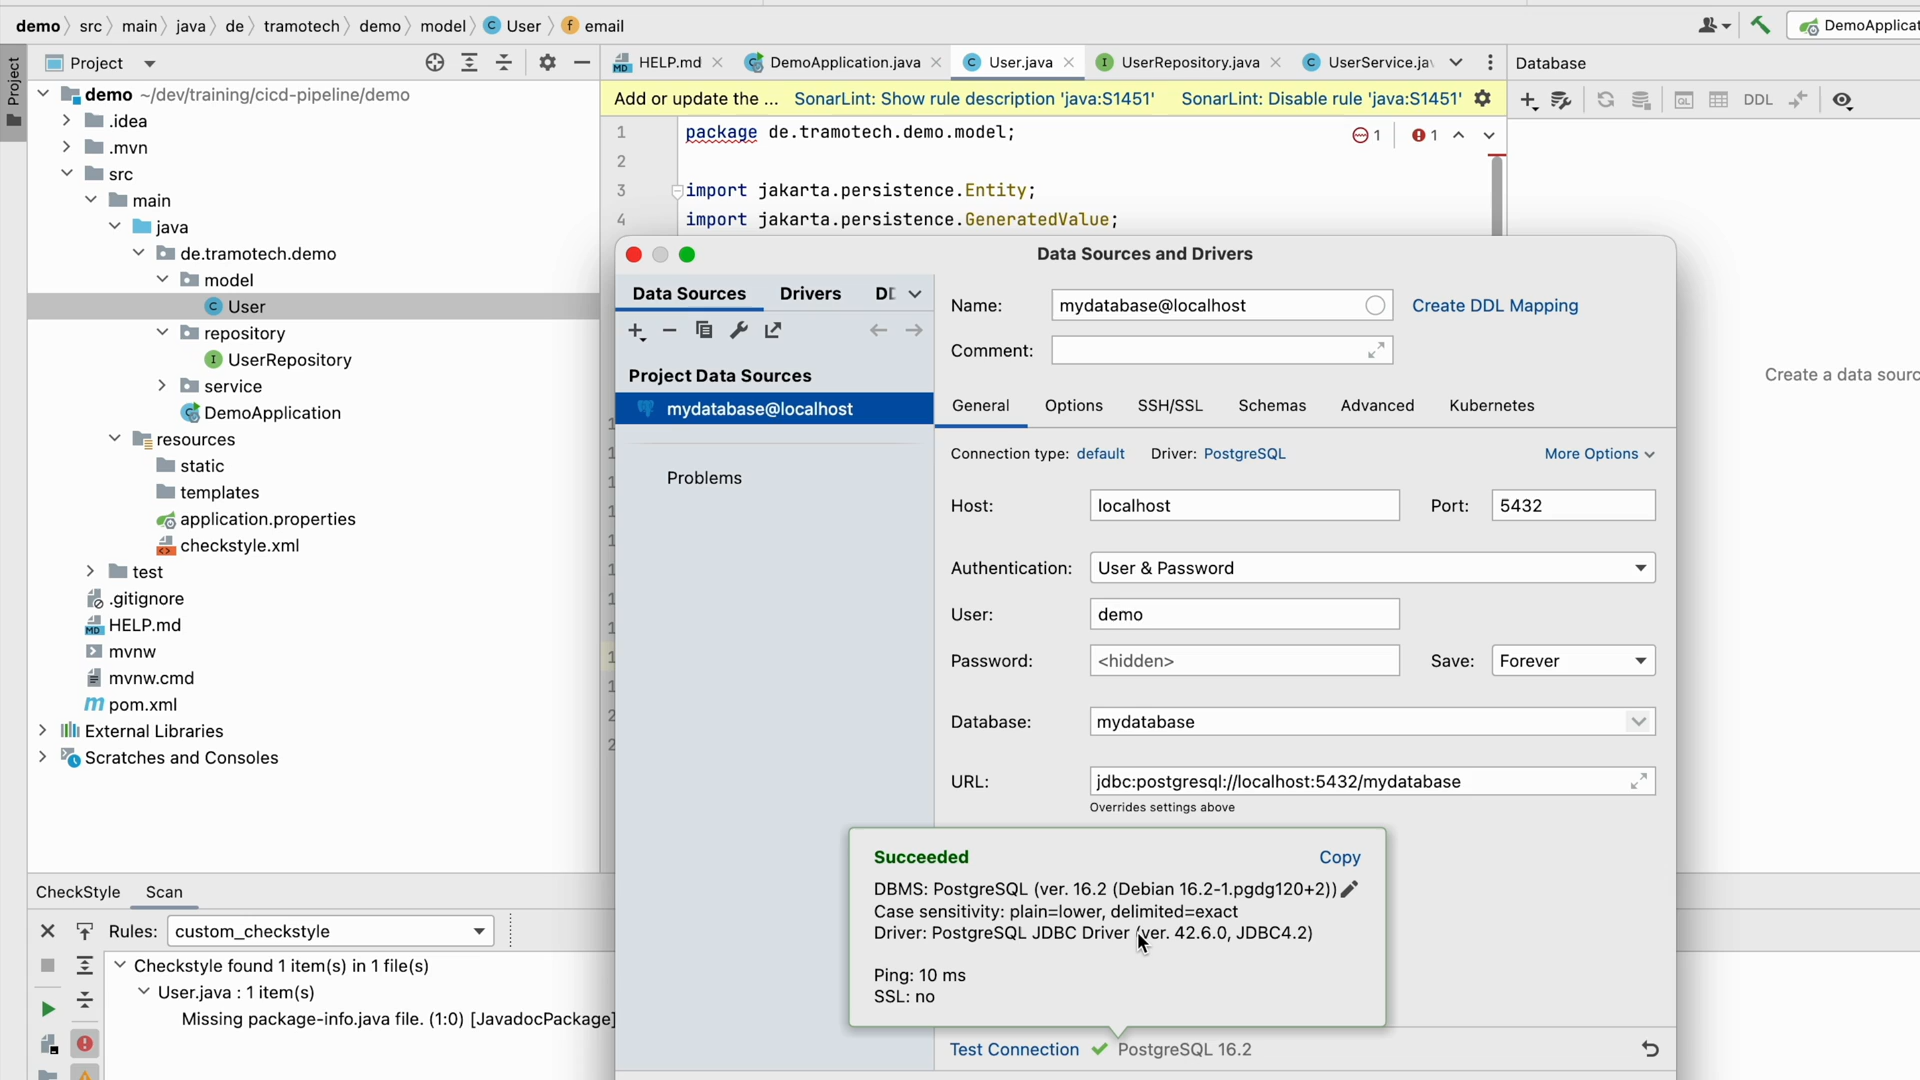 demo src main java de tramotech demo model User email
DemoApplicat
Project
Project
HELP.md DemoApplication.java User.java UserRepository.java UserService.ja
Database
demo ~/dev/training/cicd-pipeline/demo
.idea
.mvn
src
main
java
de.tramotech.demo
model
User
repository
UserRepository
service
DemoApplication
resources
static
templates
application.properties
checkstyle.xml
test
.gitignore
HELP.md
mvnw
mvnw.cmd
pom.xml
External Libraries
Scratches and Consoles
Add or update the ... SonarLint: Show rule description 'java:S1451' SonarLint: Disable rule 'java:S1451'
DDL
1 package de.tramotech.demo.model;
1 1
2
3 import jakarta.persistence.Entity;
4 import jakarta.persistence.GeneratedValue;
Create a data sourc
Data Sources and Drivers
Data Sources Drivers
Project Data Sources
mydatabase@localhost
Problems
Name: mydatabase@localhost Create DDL Mapping
Comment:
General Options SSH/SSL Schemas Advanced Kubernetes
Connection type: default Driver: PostgreSQL More Options
Host: localhost Port: 5432
Authentication: User & Password
User: demo
Password: <hidden> Save: Forever
Database: mydatabase
URL: jdbc:postgresql://localhost:5432/mydatabase
Overrides settings above
Succeeded Copy
DBMS: PostgreSQL (ver. 16.2 (Debian 16.2-1.pgdg120+2))
Case sensitivity: plain=lower, delimited=exact
Driver: PostgreSQL JDBC Driver (ver. 42.6.0, JDBC4.2)
Ping: 10 ms
SSL: no
Test Connection PostgreSQL 16.2
CheckStyle Scan
Rules: custom_checkstyle
Checkstyle found 1 item(s) in 1 file(s)
User.java : 1 item(s)
Missing package-info.java file. (1:0) [JavadocPackage]